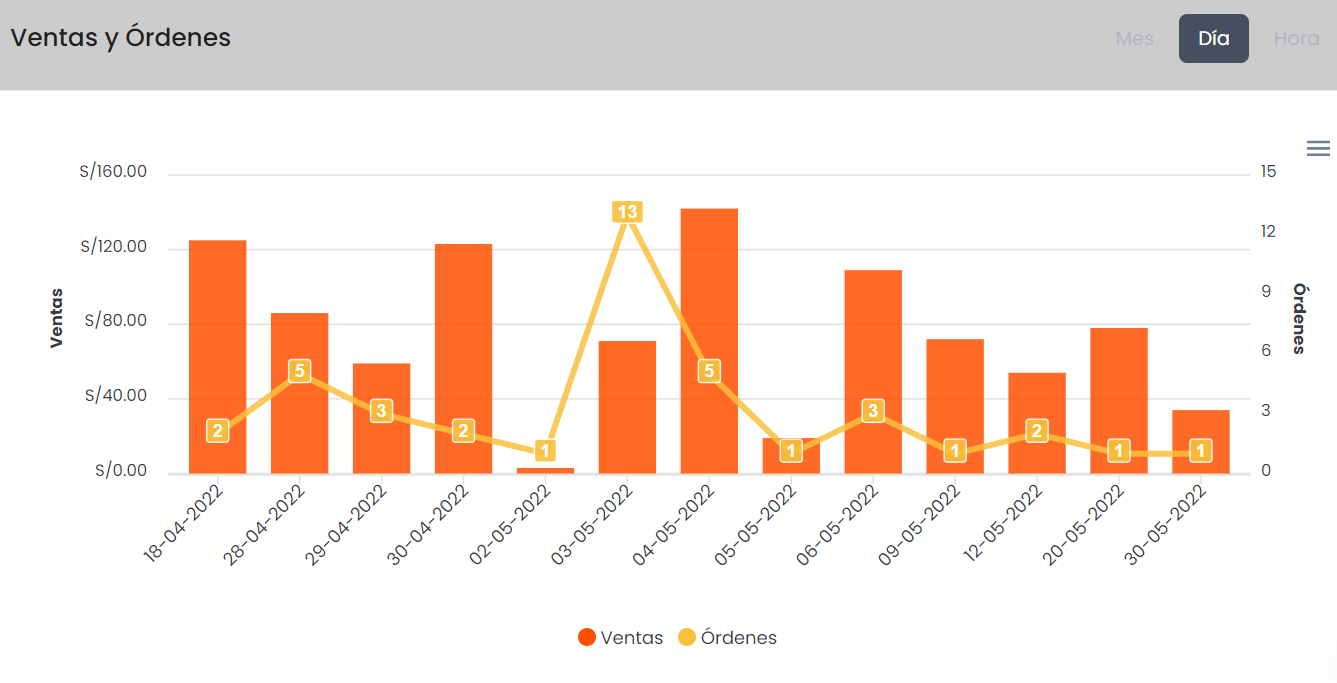 Ventas y Órdenes
Mes Día Hora
S/160.00
S/120.00
S/80.00
S/40.00
S/0.00
Ventas
15
12
9
6
3
0
Órdenes
2 5 3 2 1 13 5 1 3 1 2 1 1
18-04-2022 28-04-2022 29-04-2022 30-04-2022 02-05-2022 03-05-2022 04-05-2022 05-05-2022 06-05-2022 09-05-2022 12-05-2022 20-05-2022 30-05-2022
Ventas Órdenes